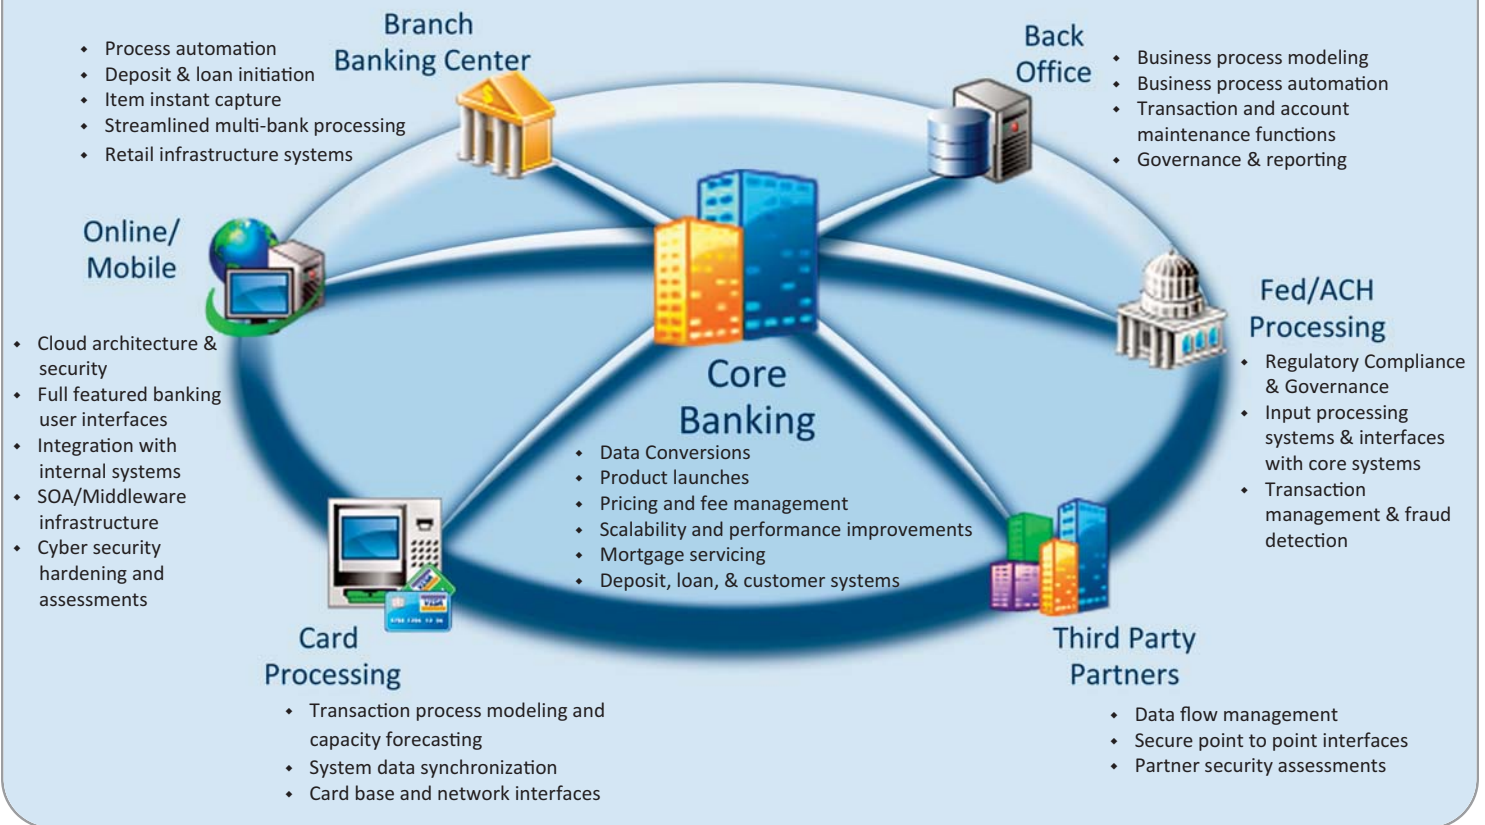 Branch
Banking Center
◆ Process automation
◆ Deposit & loan initiation
◆ Item instant capture
◆ Streamlined multi-bank processing
◆ Retail infrastructure systems
Back
Office
◆ Business process modeling
◆ Business process automation
◆ Transaction and account
maintenance functions
◆ Governance & reporting
Online/
Mobile
◆ Cloud architecture &
security
◆ Full featured banking
user interfaces
◆ Integration with
internal systems
◆ SOA/Middleware
infrastructure
◆ Cyber security
hardening and
assessments
Fed/ACH
Processing
◆ Regulatory Compliance
& Governance
◆ Input processing
systems & interfaces
with core systems
◆ Transaction
management & fraud
detection
Core
Banking
◆ Data Conversions
◆ Product launches
◆ Pricing and fee management
◆ Scalability and performance improvements
◆ Mortgage servicing
◆ Deposit, loan, & customer systems
VISA
Card
Processing
◆ Transaction process modeling and
capacity forecasting
◆ System data synchronization
◆ Card base and network interfaces
Third Party
Partners
◆ Data flow management
◆ Secure point to point interfaces
◆ Partner security assessments